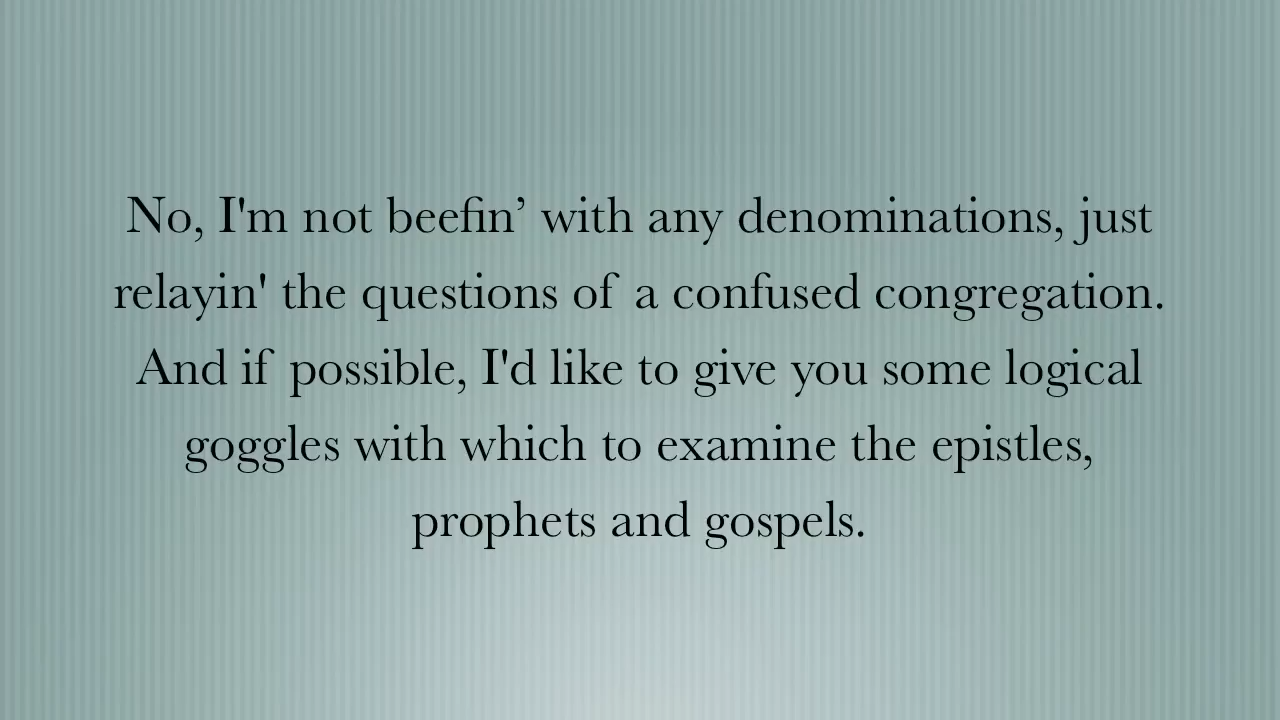 No, I'm not beefin’ with any denominations, just
relayin' the questions of a confused congregation.
And if possible, I'd like to give you some logical
goggles with which to examine the epistles,
prophets and gospels.